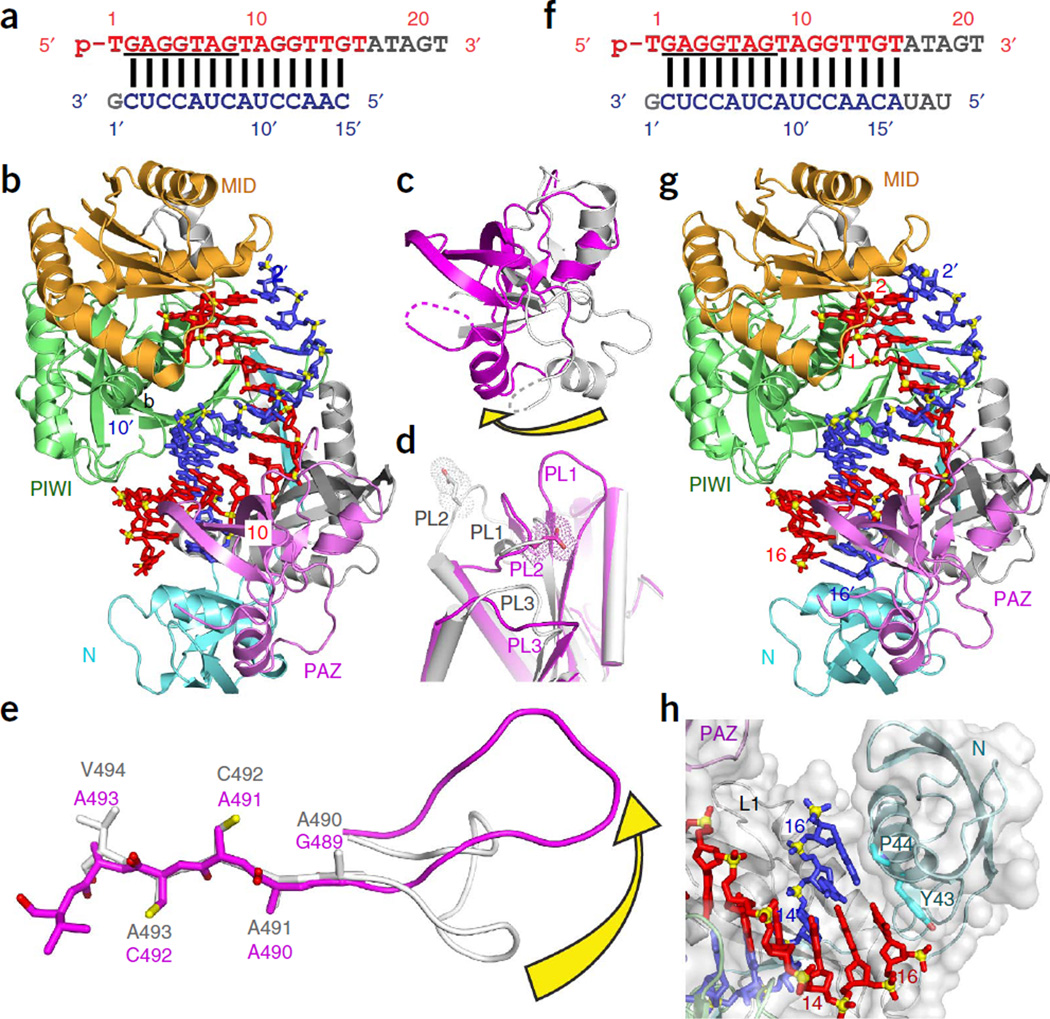 a
1 10 20
5′ p-TGAGGTAGTAGGTTGTATAGT 3′
3′ GCUCCAUCAUCCAAC 5′
1′ 10′ 15′
f
1 10 20
5′ p-TGAGGTAGTAGGTTGTATAGT 3′
3′ GCUCCAUCAUCCAACAUAU 5′
1′ 10′ 15′
b
MID
2′
b
10′
PIWI
10
N
PAZ
c
d
PL1
PL2
PL1
PL2
PL3
PL3
g
MID
2′
2
1
PIWI
16
16′
PAZ
N
e
V494
A493
C492
A491
A490
G489
A493
C492
A491
A490
h
PAZ
N
L1
16′
P44
Y43
14′
16
14